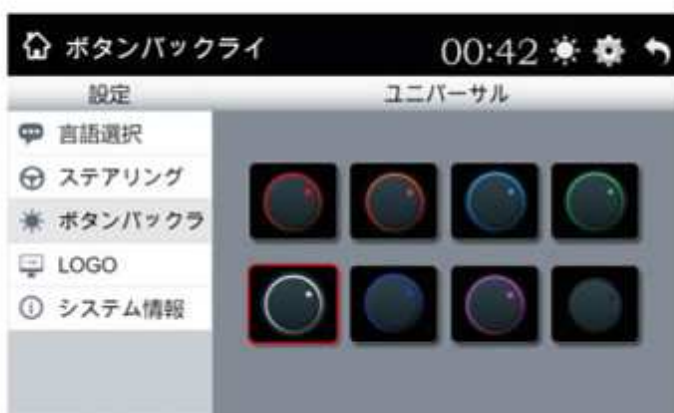 ボタンバックライ 00:42
設定 ユニバーサル
言語選択
ステアリング
ボタンバックラ
LOGO
システム情報